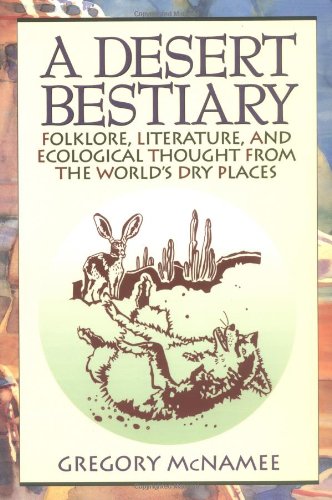 A DESERT
BESTIARY
FOLKLORE, LITERATURE, AND
ECOLOGICAL THOUGHT FROM
THE WORLD'S DRY PLACES
GREGORY McNAMEE